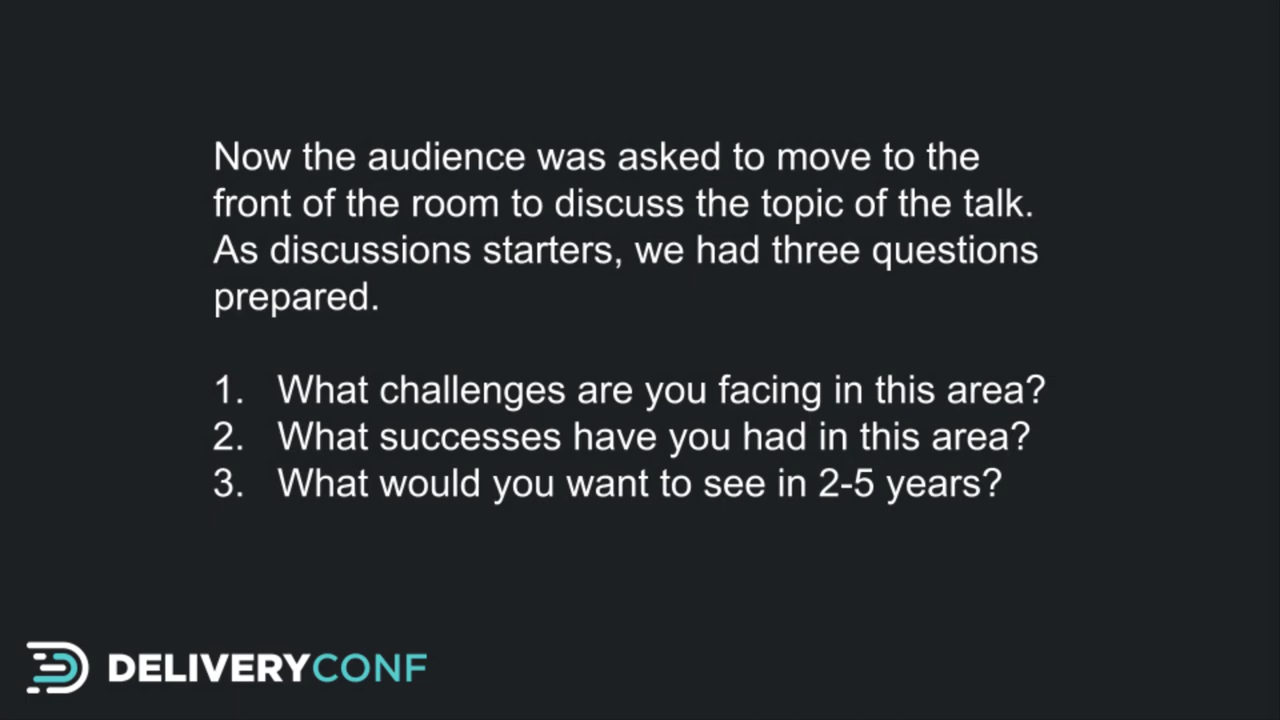 Now the audience was asked to move to the
front of the room to discuss the topic of the talk.
As discussions starters, we had three questions
prepared.
1. What challenges are you facing in this area?
2. What successes have you had in this area?
3. What would you want to see in 2-5 years?
DELIVERYCONF